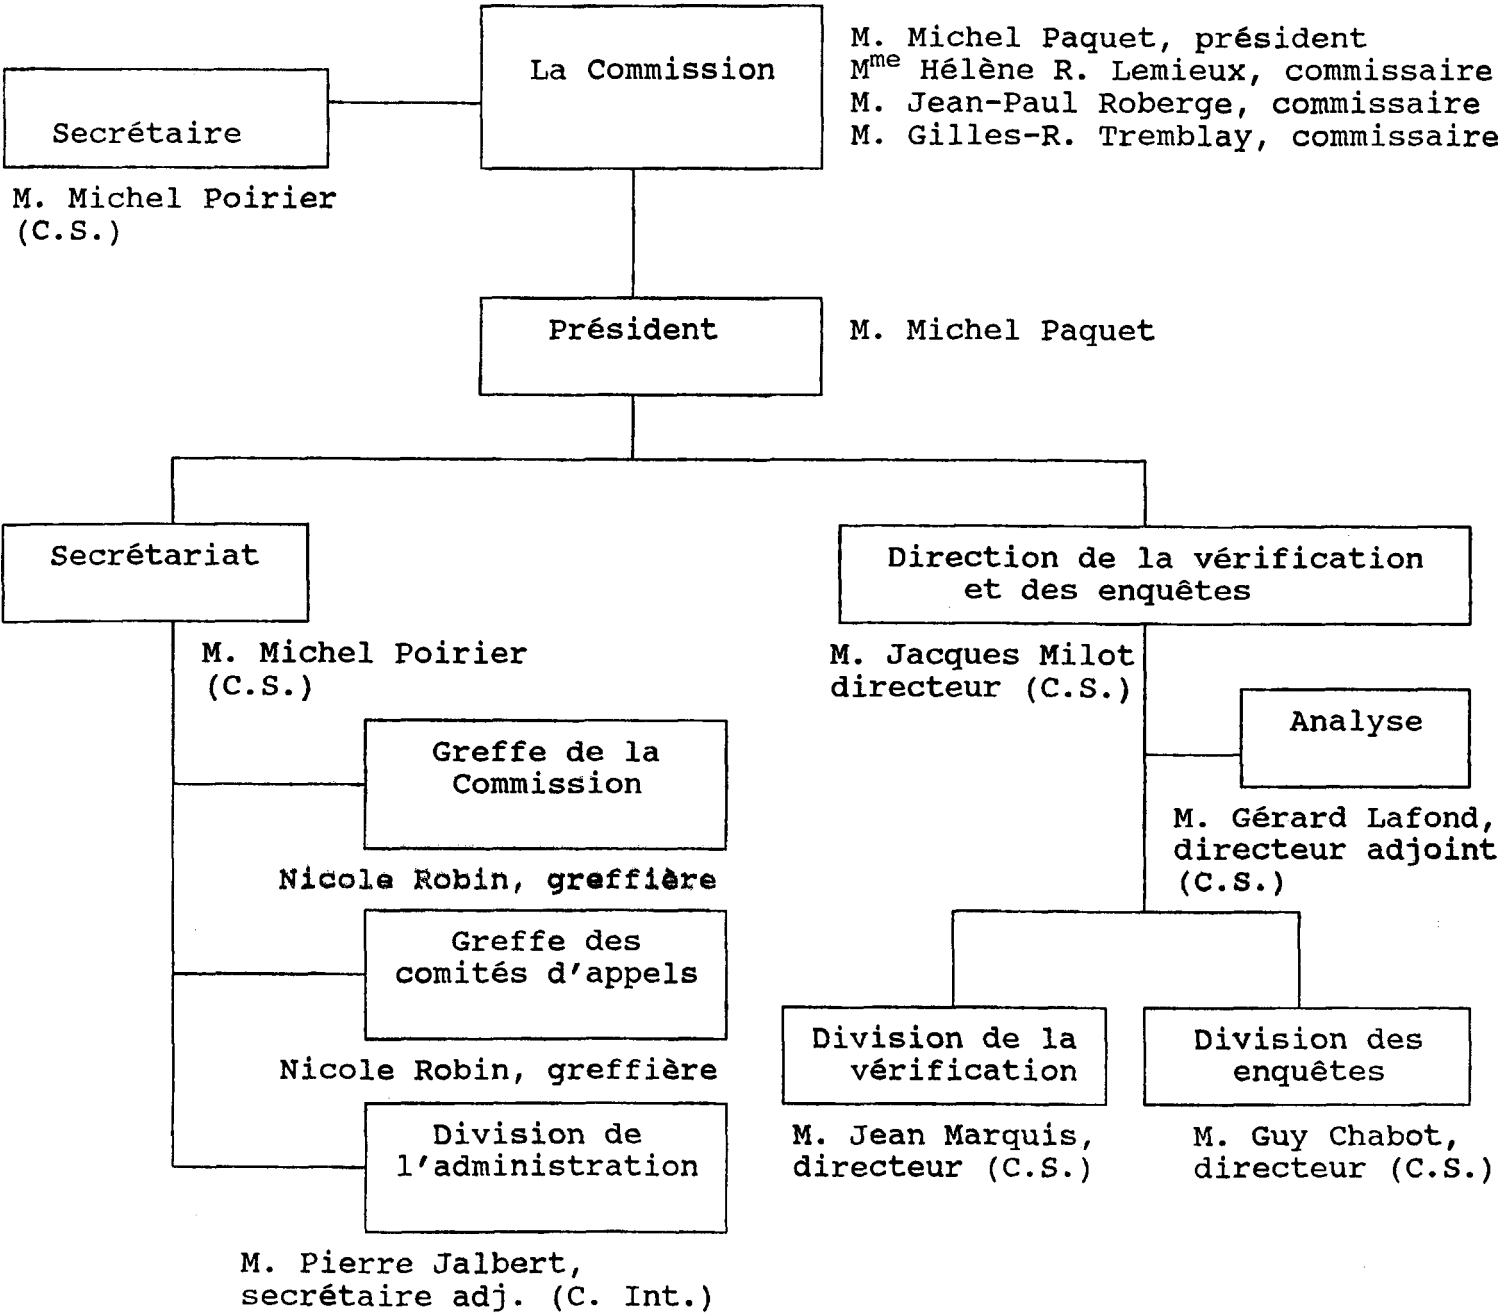 La Commission
M. Michel Paquet, président
Mme Hélène R. Lemieux, commissaire
M. Jean-Paul Roberge, commissaire
M. Gilles-R. Tremblay, commissaire
Secrétaire
M. Michel Poirier
(C.S.)
Président
M. Michel Paquet
Secrétariat
M. Michel Poirier
(C.S.)
Greffe de la
Commission
Nicole Robin, greffière
Greffe des
comités d'appels
Nicole Robin, greffière
Division de
l'administration
M. Pierre Jalbert,
secrétaire adj. (C. Int.)
Direction de la vérification
et des enquêtes
M. Jacques Milot
directeur (C.S.)
Analyse
M. Gérard Lafond,
directeur adjoint
(C.S.)
Division de la
vérification
M. Jean Marquis,
directeur (C.S.)
Division des
enquêtes
M. Guy Chabot,
directeur (C.S.)